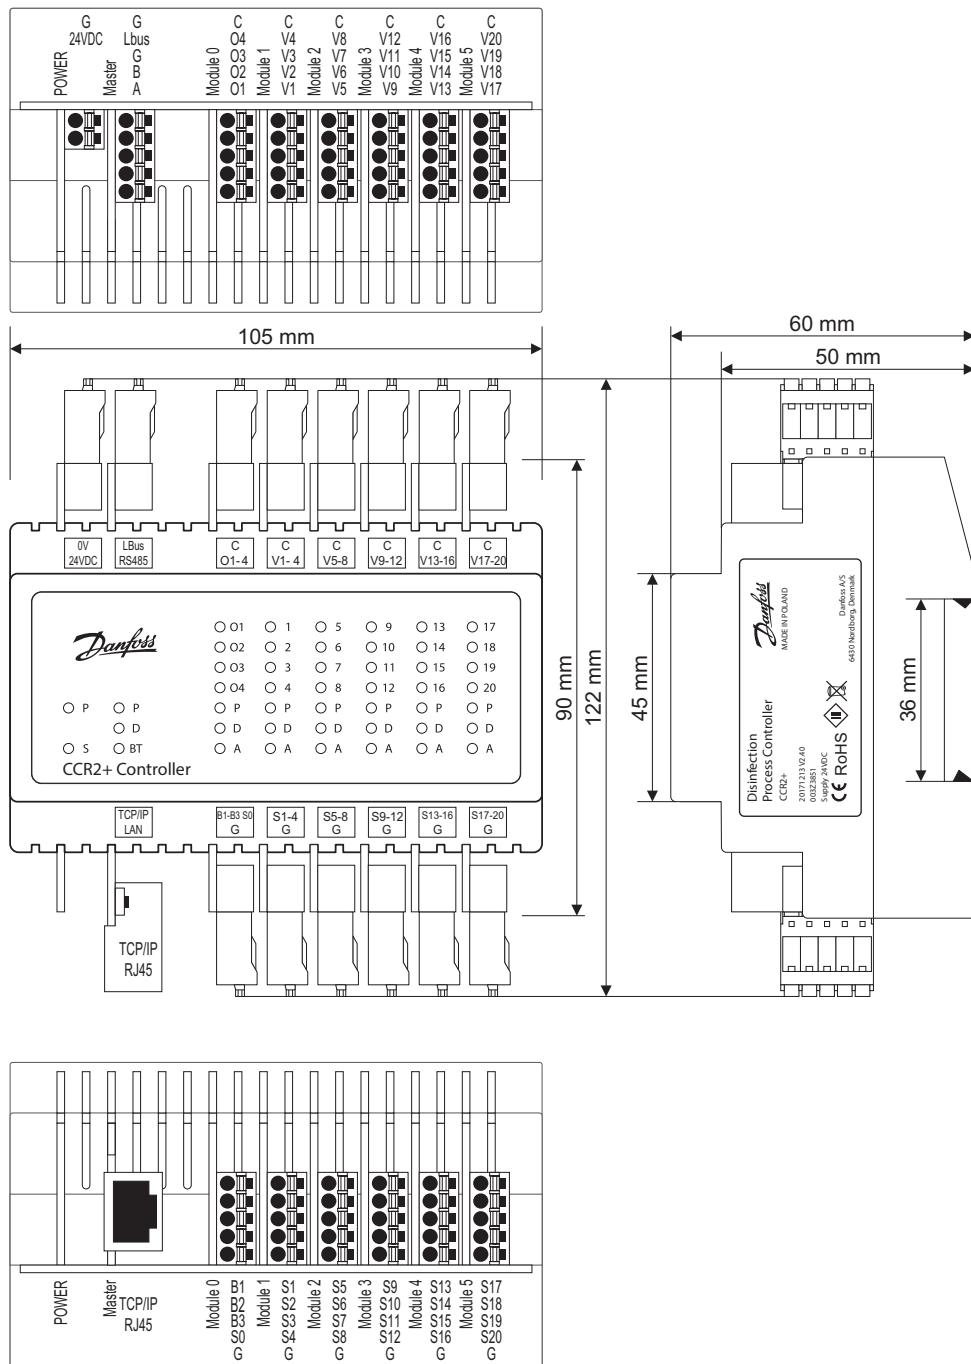 G
24VDC
POWER
G
Lbus
G
B
A
Master
C
O4
O3
O2
O1
Module 0
C
V4
V3
V2
V1
Module 1
C
V8
V7
V6
V5
Module 2
C
V12
V11
V10
V9
Module 3
C
V16
V15
V14
V13
Module 4
C
V20
V19
V18
V17
Module 5
105 mm
60 mm
50 mm
0V
24VDC
LBus
RS485
C
O1-4
C
V1-4
C
V5-8
C
V9-12
C
V13-16
C
V17-20
Danfoss
O1
O2
O3
O4
P
D
A
1
2
3
4
P
D
A
5
6
7
8
P
D
A
9
10
11
12
P
D
A
13
14
15
16
P
D
A
17
18
19
20
P
D
A
P
S
P
D
BT
CCR2+ Controller
TCP/IP
LAN
B1-B3 S0
G
S1-4
G
S5-8
G
S9-12
G
S13-16
G
S17-20
G
TCP/IP
RJ45
90 mm
122 mm
45 mm
36 mm
Danfoss
MADE IN POLAND
Danfoss A/S
6430 Nordborg, Denmark
Disinfection
Process Controller
CCR2+
20171213 V2.40
003Z3851
Supply 24VDC
CE RoHS III
POWER
Master
TCP/IP
RJ45
Module 0
B1
B2
B3
S0
G
Module 1
S1
S2
S3
S4
G
Module 2
S5
S6
S7
S8
G
Module 3
S9
S10
S11
S12
G
Module 4
S13
S14
S15
S16
G
Module 5
S17
S18
S19
S20
G